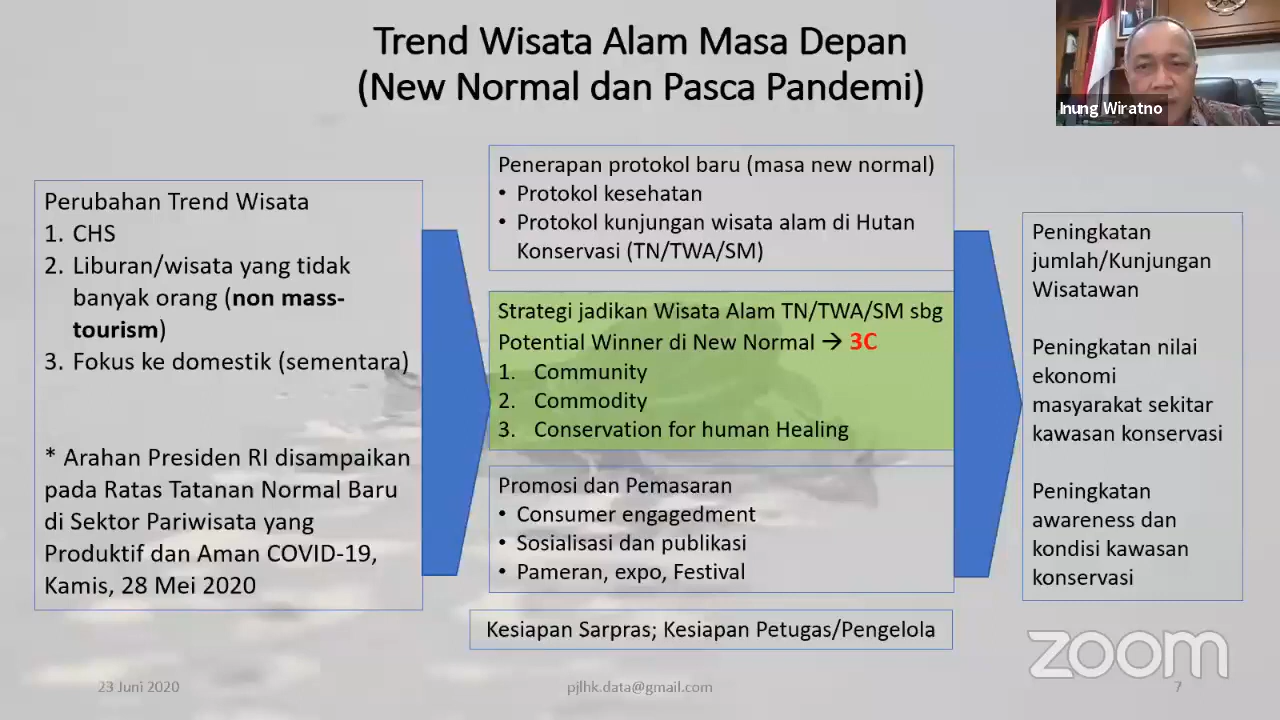 Trend Wisata Alam Masa Depan
(New Normal dan Pasca Pandemi)
Inung Wiratno
Perubahan Trend Wisata
1. CHS
2. Liburan/wisata yang tidak
banyak orang (non mass-
tourism)
3. Fokus ke domestik (sementara)
* Arahan Presiden RI disampaikan
pada Ratas Tatanan Normal Baru
di Sektor Pariwisata yang
Produktif dan Aman COVID-19,
Kamis, 28 Mei 2020
Penerapan protokol baru (masa new normal)
• Protokol kesehatan
• Protokol kunjungan wisata alam di Hutan
Konservasi (TN/TWA/SM)
Strategi jadikan Wisata Alam TN/TWA/SM sbg
Potential Winner di New Normal → 3C
1. Community
2. Commodity
3. Conservation for human Healing
Promosi dan Pemasaran
• Consumer engagedment
• Sosialisasi dan publikasi
• Pameran, expo, Festival
Kesiapan Sarpras; Kesiapan Petugas/Pengelola
Peningkatan
jumlah/Kunjungan
Wisatawan
Peningkatan nilai
ekonomi
masyarakat sekitar
kawasan konservasi
Peningkatan
awareness dan
kondisi kawasan
konservasi
zoom
23 Juni 2020
pjlhk.data@gmail.com
7